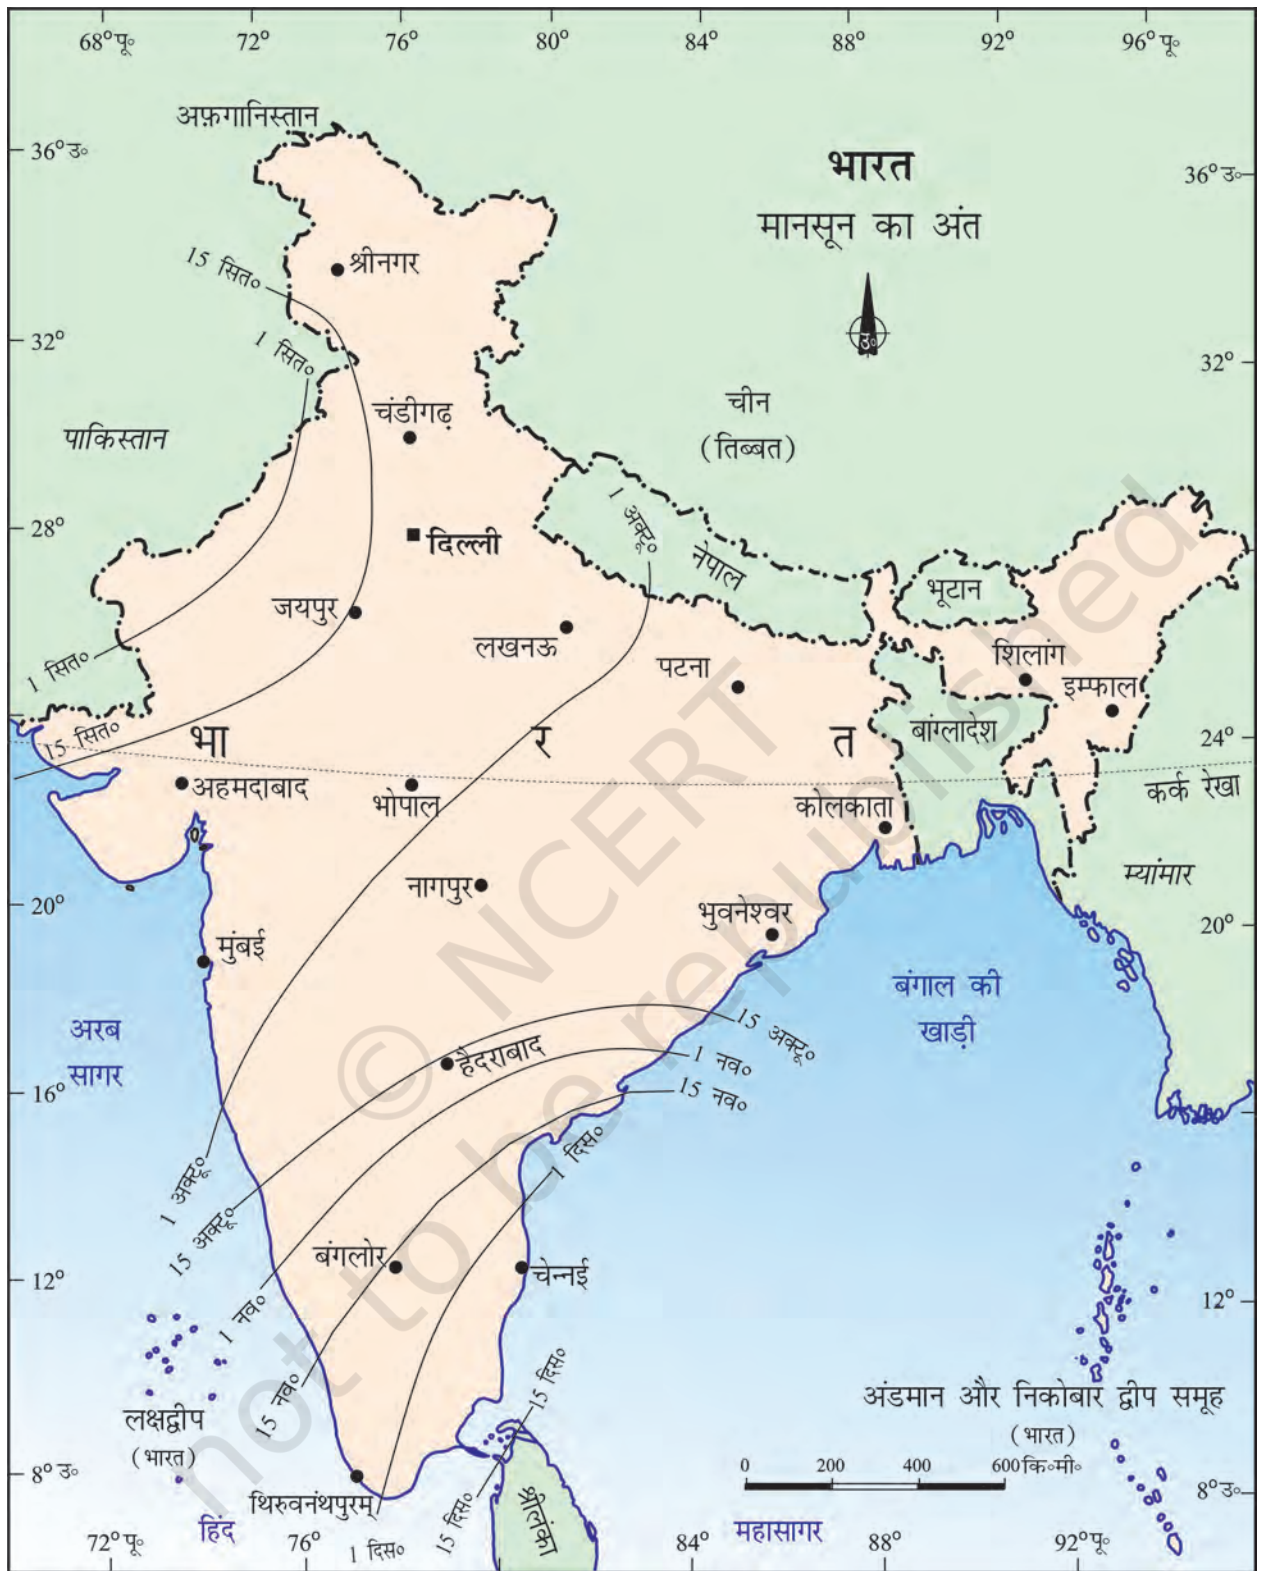 68° पू॰ 72° 76° 80° 84° 88° 92° 96° पू॰
अफ़गानिस्तान
36° उ॰
भारत
36° उ॰
मानसून का अंत
15 सित॰
श्रीनगर
उ॰
32°
1 सित॰
32°
चीन
(तिब्बत)
चंडीगढ़
पाकिस्तान
28°
1 अक्टू॰
दिल्ली
नेपाल
भूटान
जयपुर
लखनऊ
पटना
शिलांग
इम्फाल
1 सित॰
15 सित॰
भा र त
बांग्लादेश
24°
कर्क रेखा
अहमदाबाद
भोपाल
कोलकाता
म्यांमार
नागपुर
भुवनेश्वर
20°
20°
मुंबई
बंगाल की
खाड़ी
अरब
सागर
15 अक्टू॰
हैदराबाद
1 नव॰
15 नव॰
16°
1 दिस॰
1 अक्टू॰
15 अक्टू॰
बंगलोर
चेन्नई
12°
12°
1 नव॰
15 नव॰
15 दिस॰
लक्षद्वीप
(भारत)
अंडमान और निकोबार द्वीप समूह
(भारत)
0 200 400 600 कि॰मी॰
8° उ॰
8° उ॰
थिरुवनंथपुरम्
श्रीलंका
हिंद
महासागर
1 दिस॰
15 दिस॰
72° पू॰ 76° 84° 88° 92° पू॰
© NCERT
not to be republished